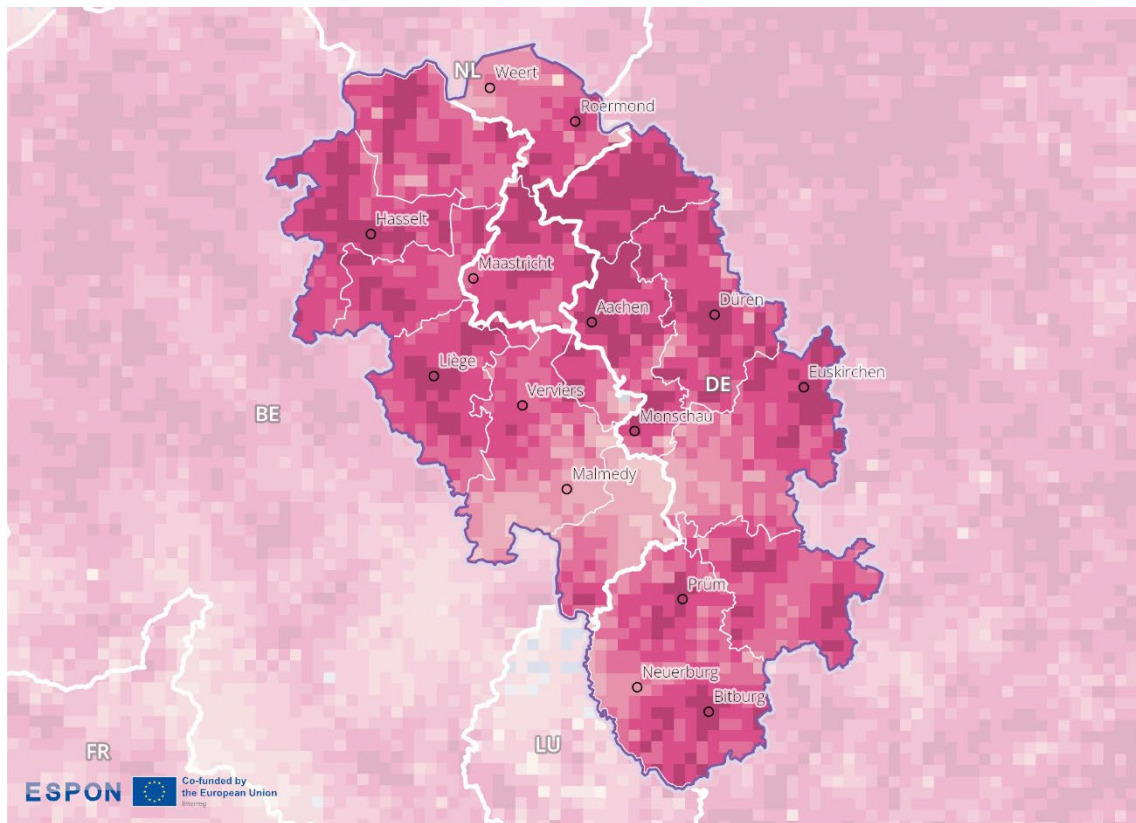 NL
Weert
Roermond
Hasselt
Maastricht
Aachen
Düren
Liège
DE
Euskirchen
Verviers
BE
Monschau
Malmedy
Prüm
Neuerburg
Bitburg
LU
FR
ESPON
Co-funded by
the European Union
Interreg